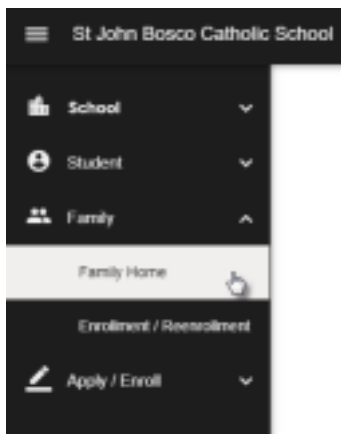 St John Bosco Catholic School
School
Student
Family
Family Home
Enrollment / Reenrollment
Apply / Enroll